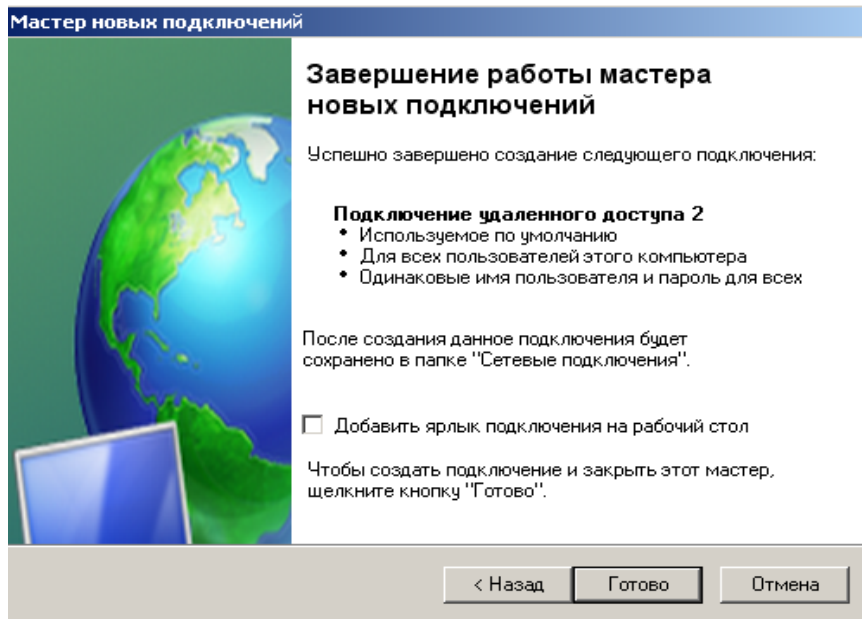 Мастер новых подключений
Завершение работы мастера
новых подключений
Успешно завершено создание следующего подключения:
Подключение удаленного доступа 2
• Используемое по умолчанию
• Для всех пользователей этого компьютера
• Одинаковые имя пользователя и пароль для всех
После создания данное подключения будет
сохранено в папке "Сетевые подключения".
Добавить ярлык подключения на рабочий стол
Чтобы создать подключение и закрыть этот мастер,
щелкните кнопку "Готово".
< Назад Готово Отмена